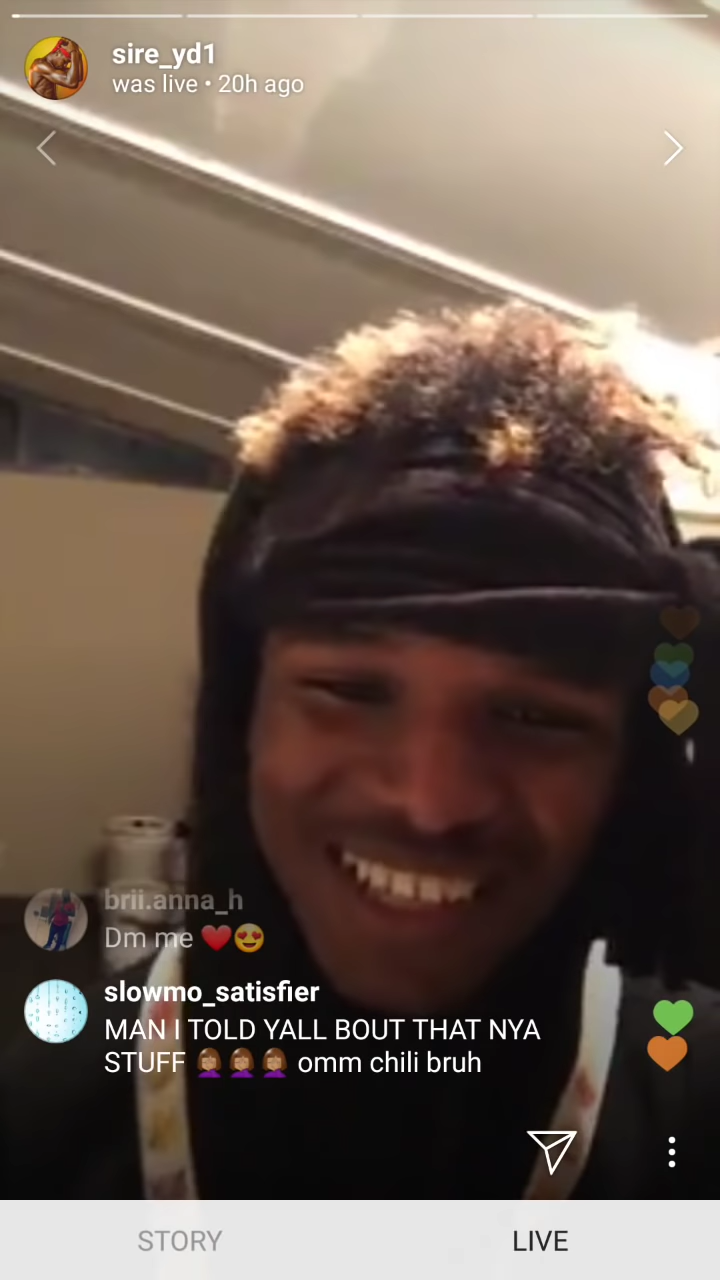 sire_yd1
was live • 20h ago
brii.anna_h
Dm me ❤️😍
slowmo_satisfier
MAN I TOLD YALL BOUT THAT NYA
STUFF 🤦🏽‍♀️🤦🏽‍♀️🤦🏽‍♀️ omm chili bruh
STORY
LIVE